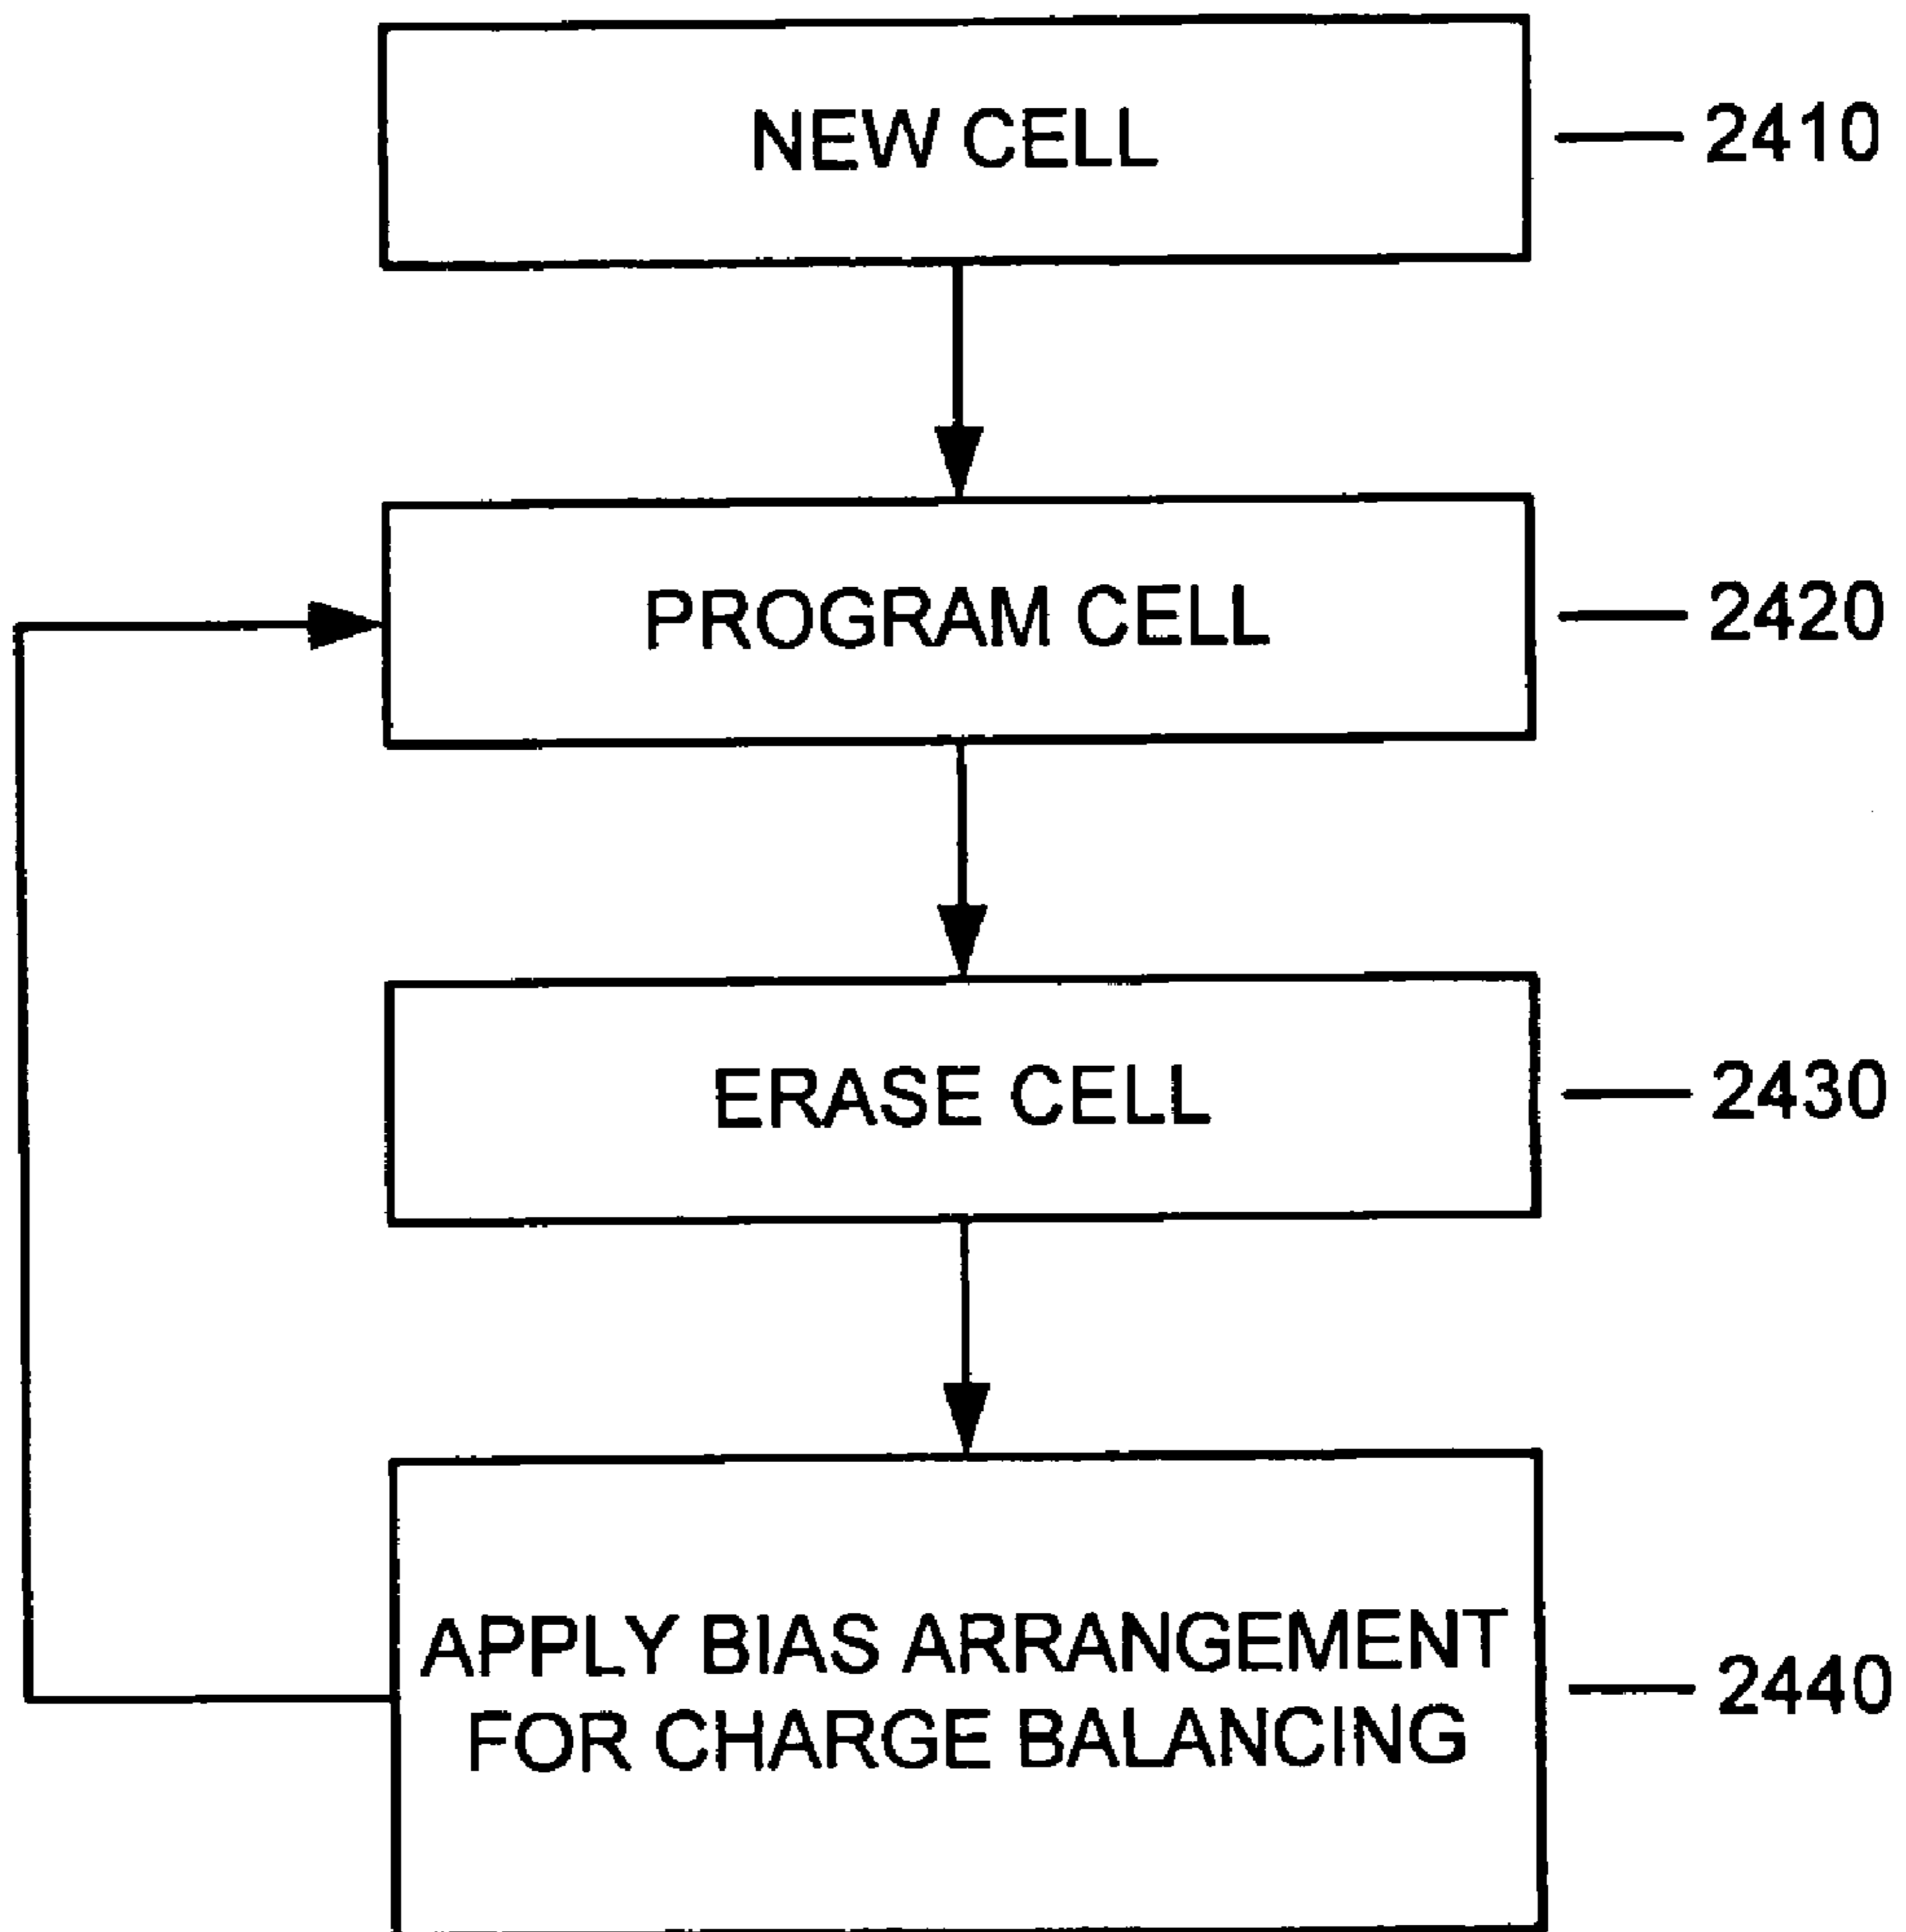 NEW CELL
2410
PROGRAM CELL
2420
ERASE CELL
2430
APPLY BIAS ARRANGEMENT
FOR CHARGE BALANCING
2440